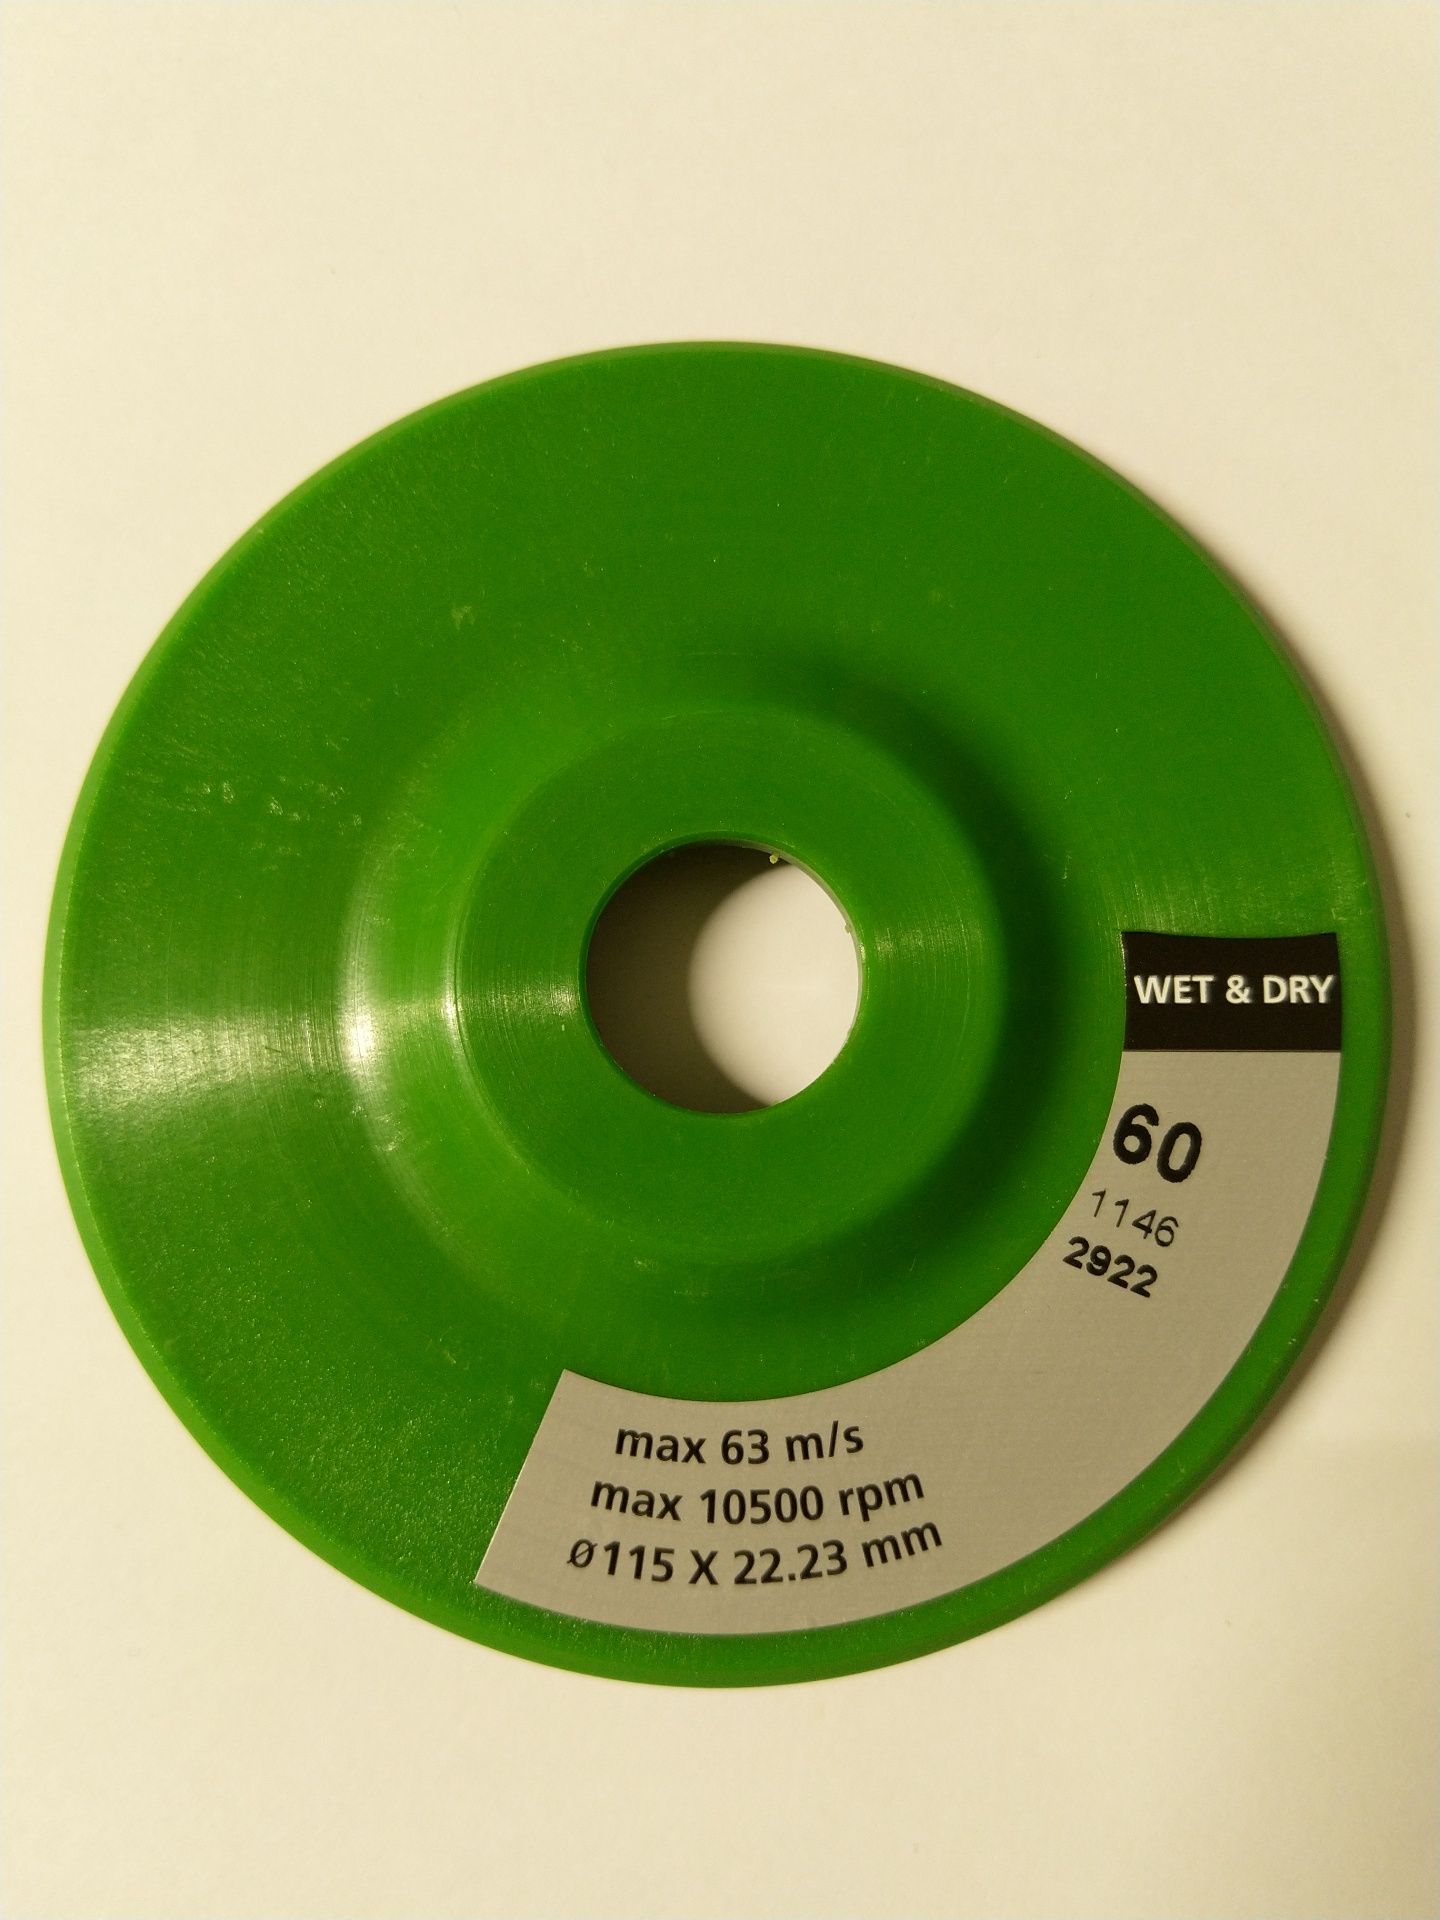 WET & DRY
60
1146
2922
max 63 m/s
max 10500 rpm
Ø115 X 22.23 mm